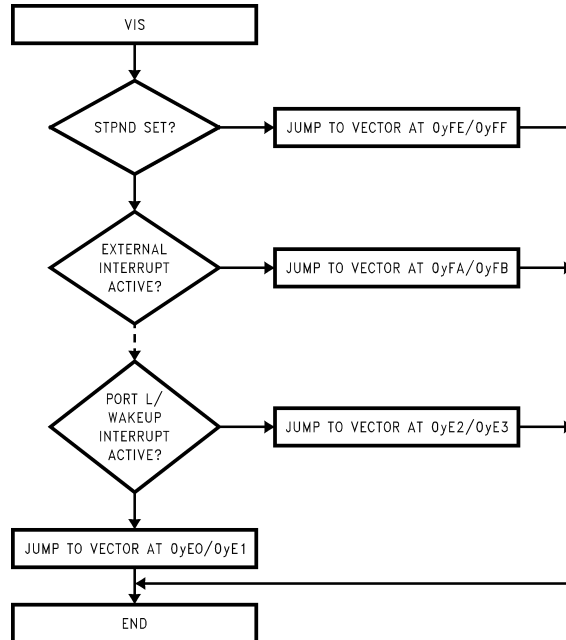 VIS
STPND SET?
JUMP TO VECTOR AT 0yFE/0yFF
EXTERNAL
INTERRUPT
ACTIVE?
JUMP TO VECTOR AT 0yFA/0yFB
PORT L/
WAKEUP
INTERRUPT
ACTIVE?
JUMP TO VECTOR AT 0yE2/0yE3
JUMP TO VECTOR AT 0yE0/0yE1
END